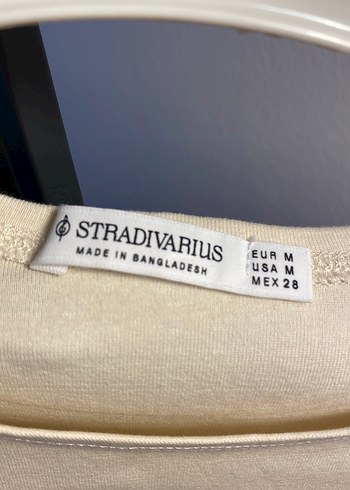 STRADIVARIUS
MADE IN BANGLADESH
EUR M
USA M
MEX 28